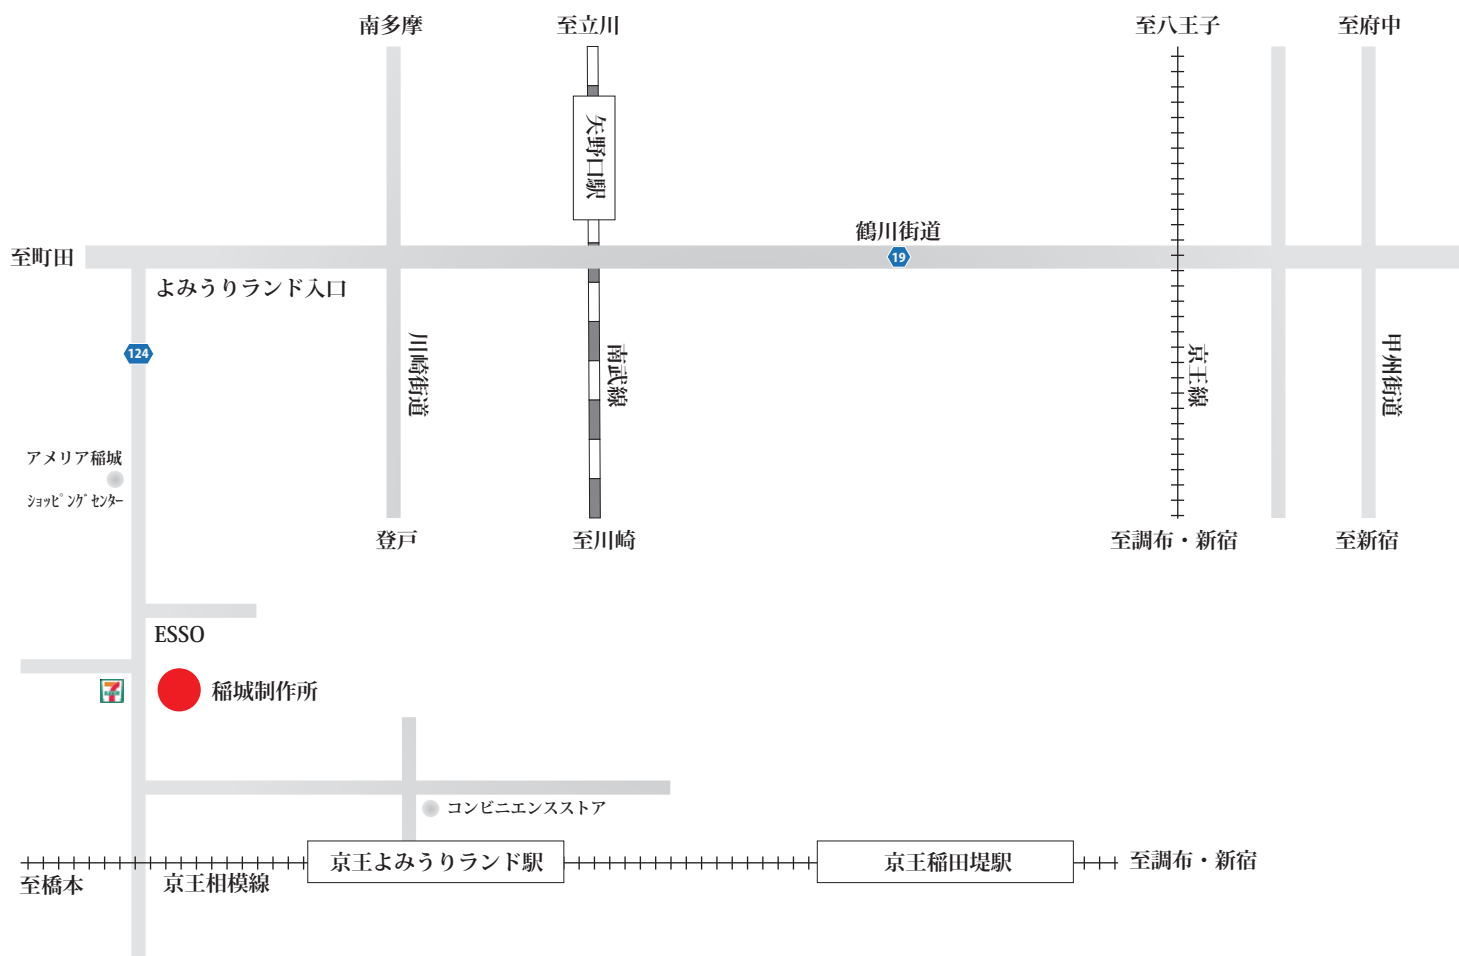 南多摩
至立川
至八王子
至府中
矢野口駅
鶴川街道
19
至町田
よみうりランド入口
124
川崎街道
南武線
京王線
甲州街道
アメリア稲城
ショッピングセンター
登戸
至川崎
至調布・新宿
至新宿
ESSO
7
稲城制作所
コンビニエンスストア
京王よみうりランド駅
京王稲田堤駅
至調布・新宿
至橋本
京王相模線